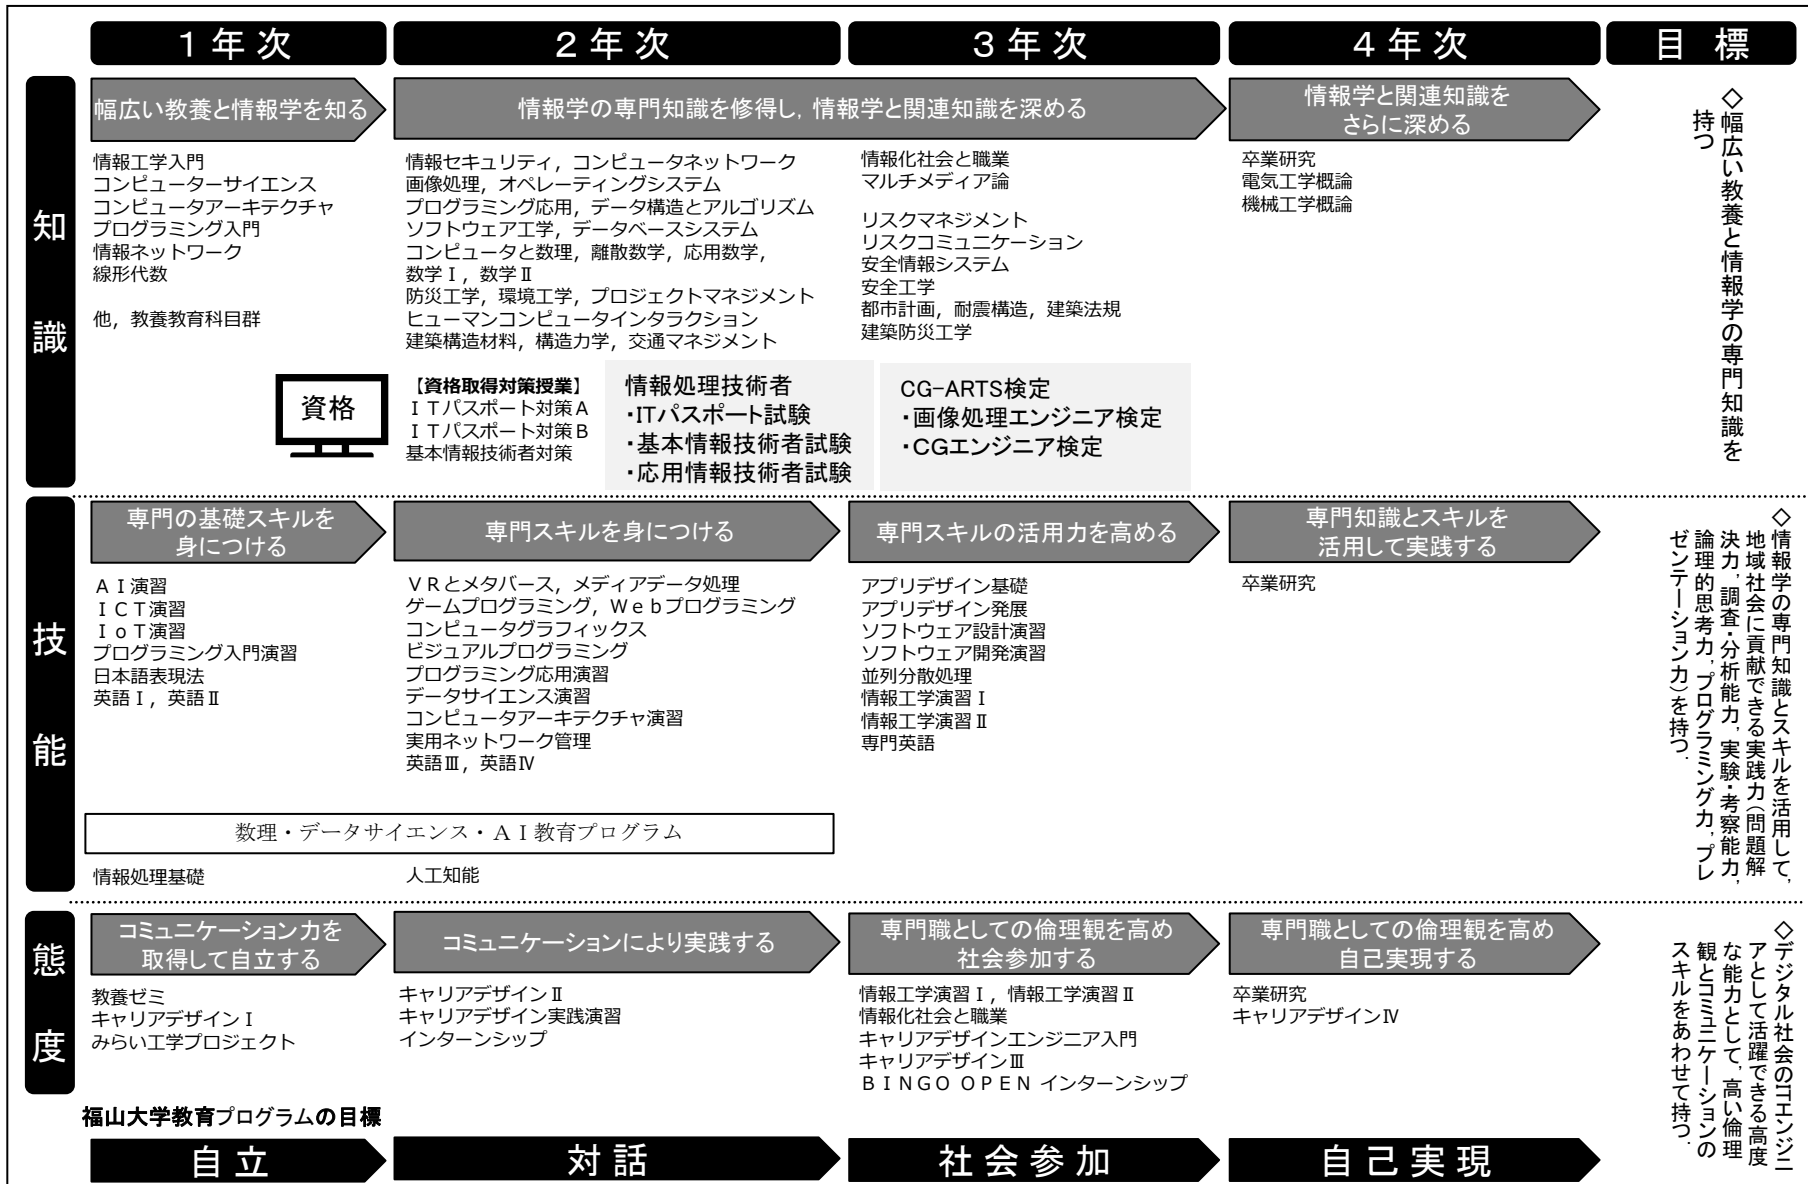 １年次
２年次
３年次
４年次
目　標
知
識
幅広い教養と情報学を知る
情報学の専門知識を修得し，情報学と関連知識を深める
情報学と関連知識を
さらに深める
情報工学入門
コンピューターサイエンス
コンピュータアーキテクチャ
プログラミング入門
情報ネットワーク
線形代数
他，教養教育科目群
情報セキュリティ，コンピュータネットワーク
画像処理，オペレーティングシステム
プログラミング応用，データ構造とアルゴリズム
ソフトウェア工学，データベースシステム
コンピュータと数理，離散数学，応用数学，
数学Ⅰ，数学Ⅱ
防災工学，環境工学，プロジェクトマネジメント
ヒューマンコンピュータインタラクション
建築構造材料，構造力学，交通マネジメント
情報化社会と職業
マルチメディア論
リスクマネジメント
リスクコミュニケーション
安全情報システム
安全工学
都市計画，耐震構造，建築法規
建築防災工学
卒業研究
電気工学概論
機械工学概論
◇幅広い教養と情報学の専門知識を
持つ
資格
【資格取得対策授業】
ＩＴパスポート対策Ａ
ＩＴパスポート対策Ｂ
基本情報技術者対策
情報処理技術者
・ITパスポート試験
・基本情報技術者試験
・応用情報技術者試験
CG-ARTS検定
・画像処理エンジニア検定
・CGエンジニア検定
技
能
専門の基礎スキルを
身につける
専門スキルを身につける
専門スキルの活用力を高める
専門知識とスキルを
活用して実践する
ＡＩ演習
ＩＣＴ演習
ＩｏＴ演習
プログラミング入門演習
日本語表現法
英語Ⅰ，英語Ⅱ
ＶＲとメタバース，メディアデータ処理
ゲームプログラミング，Ｗｅｂプログラミング
コンピュータグラフィックス
ビジュアルプログラミング
プログラミング応用演習
データサイエンス演習
コンピュータアーキテクチャ演習
実用ネットワーク管理
英語Ⅲ，英語Ⅳ
アプリデザイン基礎
アプリデザイン発展
ソフトウェア設計演習
ソフトウェア開発演習
並列分散処理
情報工学演習Ⅰ
情報工学演習Ⅱ
専門英語
卒業研究
◇情報学の専門知識とスキルを活用して，
地域社会に貢献できる実践力（問題解
決力，調査・分析能力，実験・考察能力，
論理的思考力，プログラミング力，プレ
ゼンテーション力）を持つ．
数理・データサイエンス・ＡＩ教育プログラム
情報処理基礎
人工知能
態
度
コミュニケーション力を
取得して自立する
コミュニケーションにより実践する
専門職としての倫理観を高め
社会参加する
専門職としての倫理観を高め
自己実現する
教養ゼミ
キャリアデザインⅠ
みらい工学プロジェクト
キャリアデザインⅡ
キャリアデザイン実践演習
インターンシップ
情報工学演習Ⅰ，情報工学演習Ⅱ
情報化社会と職業
キャリアデザインエンジニア入門
キャリアデザインⅢ
ＢＩＮＧＯ ＯＰＥＮ インターンシップ
卒業研究
キャリアデザインⅣ
◇デジタル社会のITエンジニ
アとして活躍できる高度
な能力として，高い倫理
観とコミュニケーションの
スキルをあわせて持つ．
福山大学教育プログラムの目標
自立
対話
社会参加
自己実現